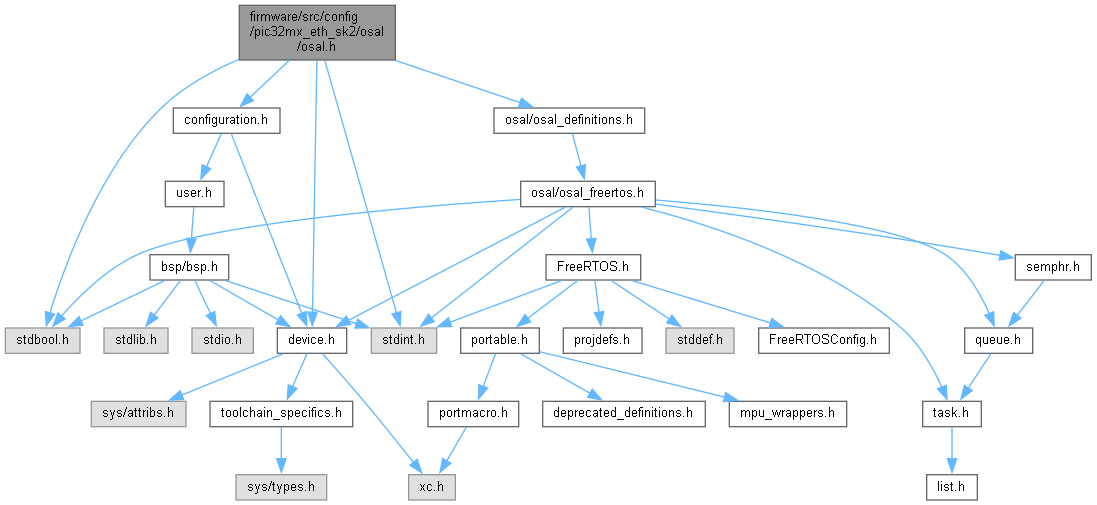 firmware/src/config
/pic32mx_eth_sk2/osal
/osal.h
configuration.h
osal/osal_definitions.h
user.h
osal/osal_freertos.h
bsp/bsp.h
FreeRTOS.h
semphr.h
stdbool.h
stdlib.h
stdio.h
device.h
stdint.h
portable.h
projdefs.h
stddef.h
FreeRTOSConfig.h
queue.h
sys/attribs.h
toolchain_specifics.h
portmacro.h
deprecated_definitions.h
mpu_wrappers.h
task.h
sys/types.h
xc.h
list.h